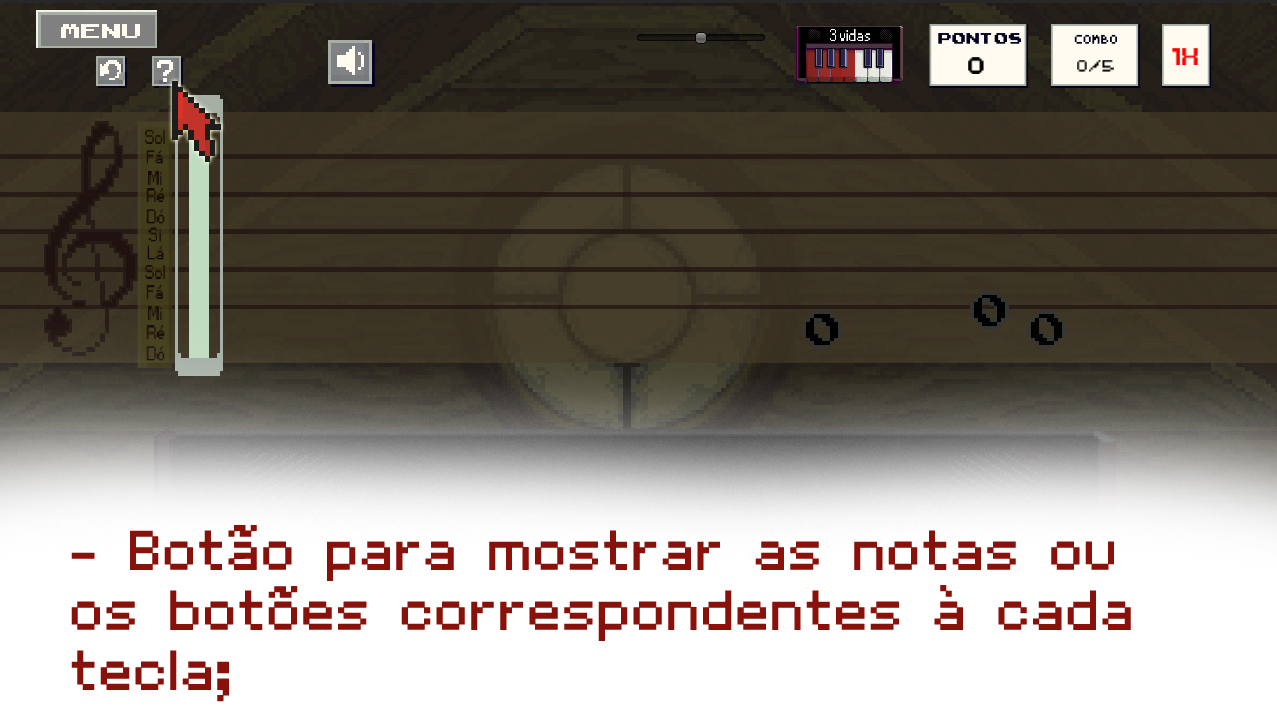 MENU
?
3 vidas
PONTOS
0
COMBO
0/5
1X
Sol
Fá
Mi
Ré
Dó
Si
Lá
Sol
Fá
Mi
Ré
Dó
- Botão para mostrar as notas ou
os botões correspondentes à cada
tecla;